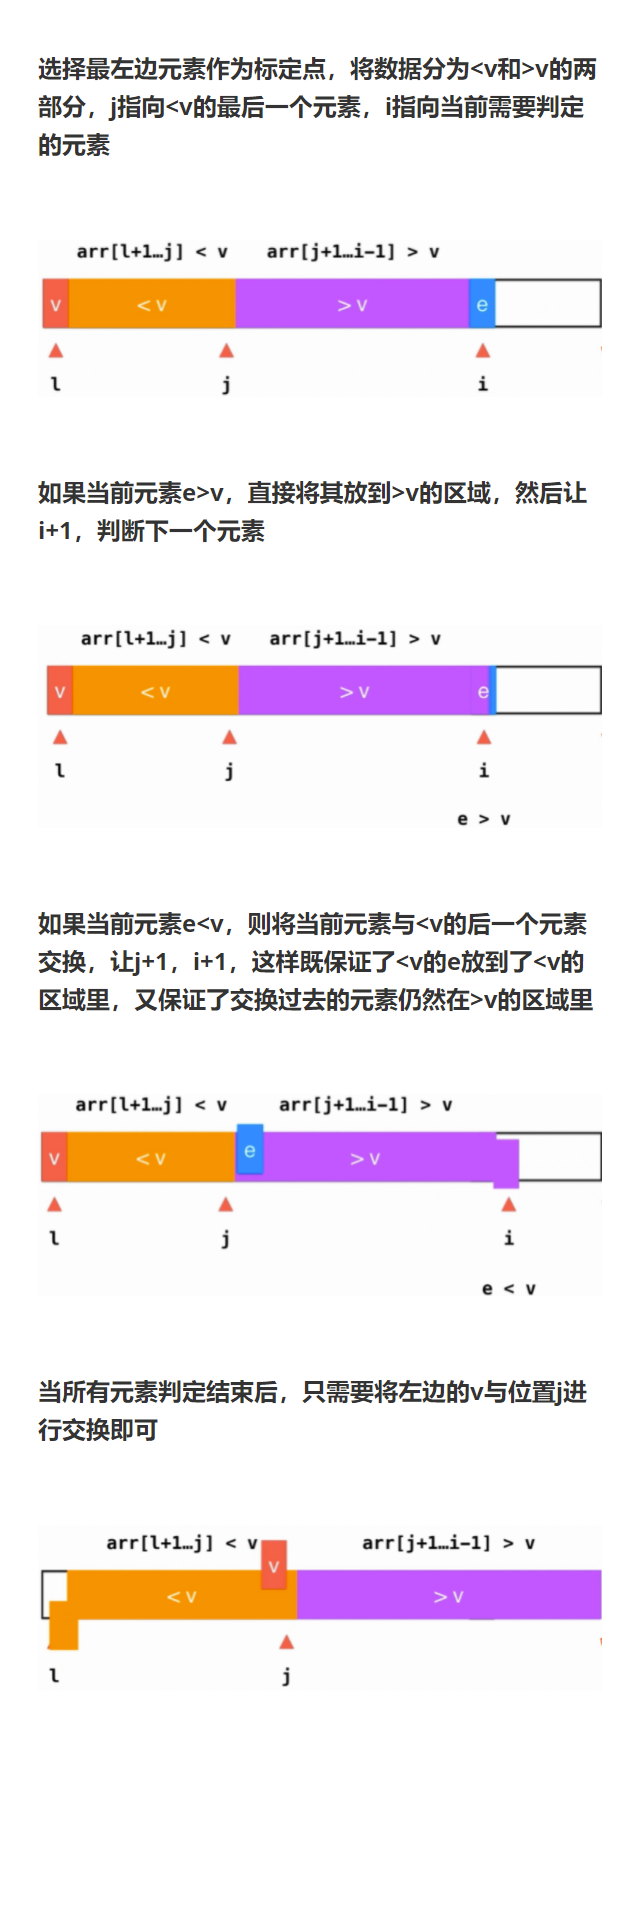 选择最左边元素作为标定点，将数据分为<v和>v的两
部分，j指向<v的最后一个元素，i指向当前需要判定
的元素
arr[l+1…j] < v arr[j+1…i-1] > v
v < v > v e
l j i
如果当前元素e>v，直接将其放到>v的区域，然后让
i+1，判断下一个元素
arr[l+1…j] < v arr[j+1…i-1] > v
v < v > v e
l j i
e > v
如果当前元素e<v，则将当前元素与<v的后一个元素
交换，让j+1，i+1，这样既保证了<v的e放到了<v的
区域里，又保证了交换过去的元素仍然在>v的区域里
arr[l+1…j] < v arr[j+1…i-1] > v
v < v e > v
l j i
e < v
当所有元素判定结束后，只需要将左边的v与位置j进
行交换即可
arr[l+1…j] < v arr[j+1…i-1] > v
< v v > v
l j